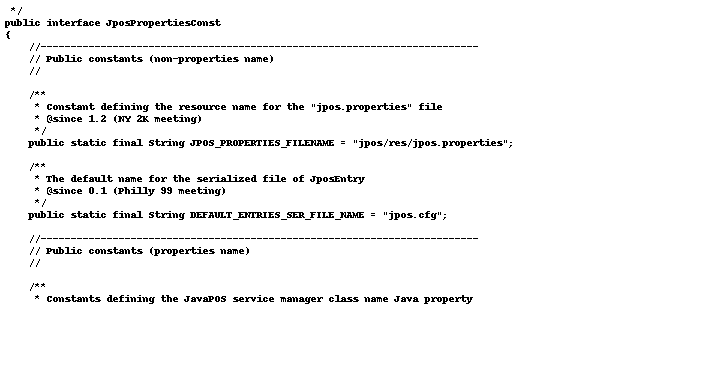 */
public interface JposPropertiesConst
{
//-------------------------------------------------------------------------
// Public constants (non-properties name)
//
/**
* Constant defining the resource name for the "jpos.properties" file
* @since 1.2 (NY 2K meeting)
*/
public static final String JPOS_PROPERTIES_FILENAME = "jpos/res/jpos.properties";
/**
* The default name for the serialized file of JposEntry
* @since 0.1 (Philly 99 meeting)
*/
public static final String DEFAULT_ENTRIES_SER_FILE_NAME = "jpos.cfg";
//-------------------------------------------------------------------------
// Public constants (properties name)
//
/**
* Constants defining the JavaPOS service manager class name Java property